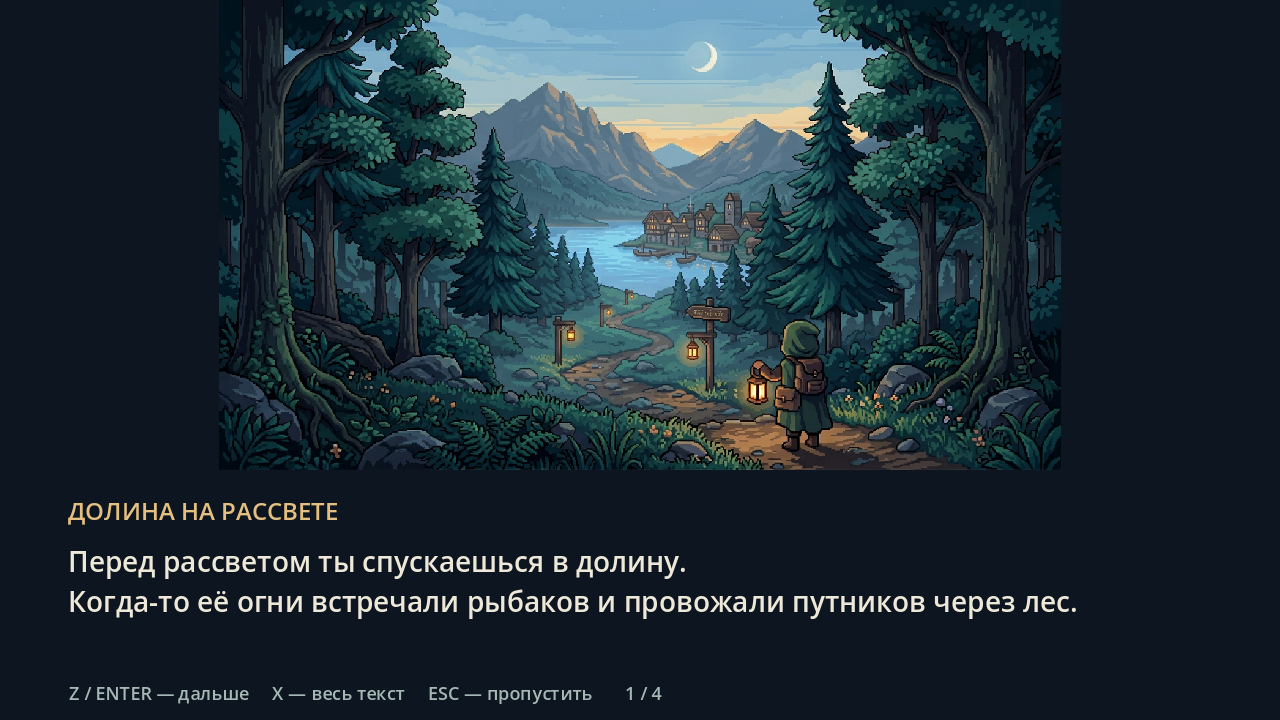 ДОЛИНА НА РАССВЕТЕ
Перед рассветом ты спускаешься в долину.
Когда-то её огни встречали рыбаков и провожали путников через лес.
Z / ENTER — дальше X — весь текст ESC — пропустить 1 / 4